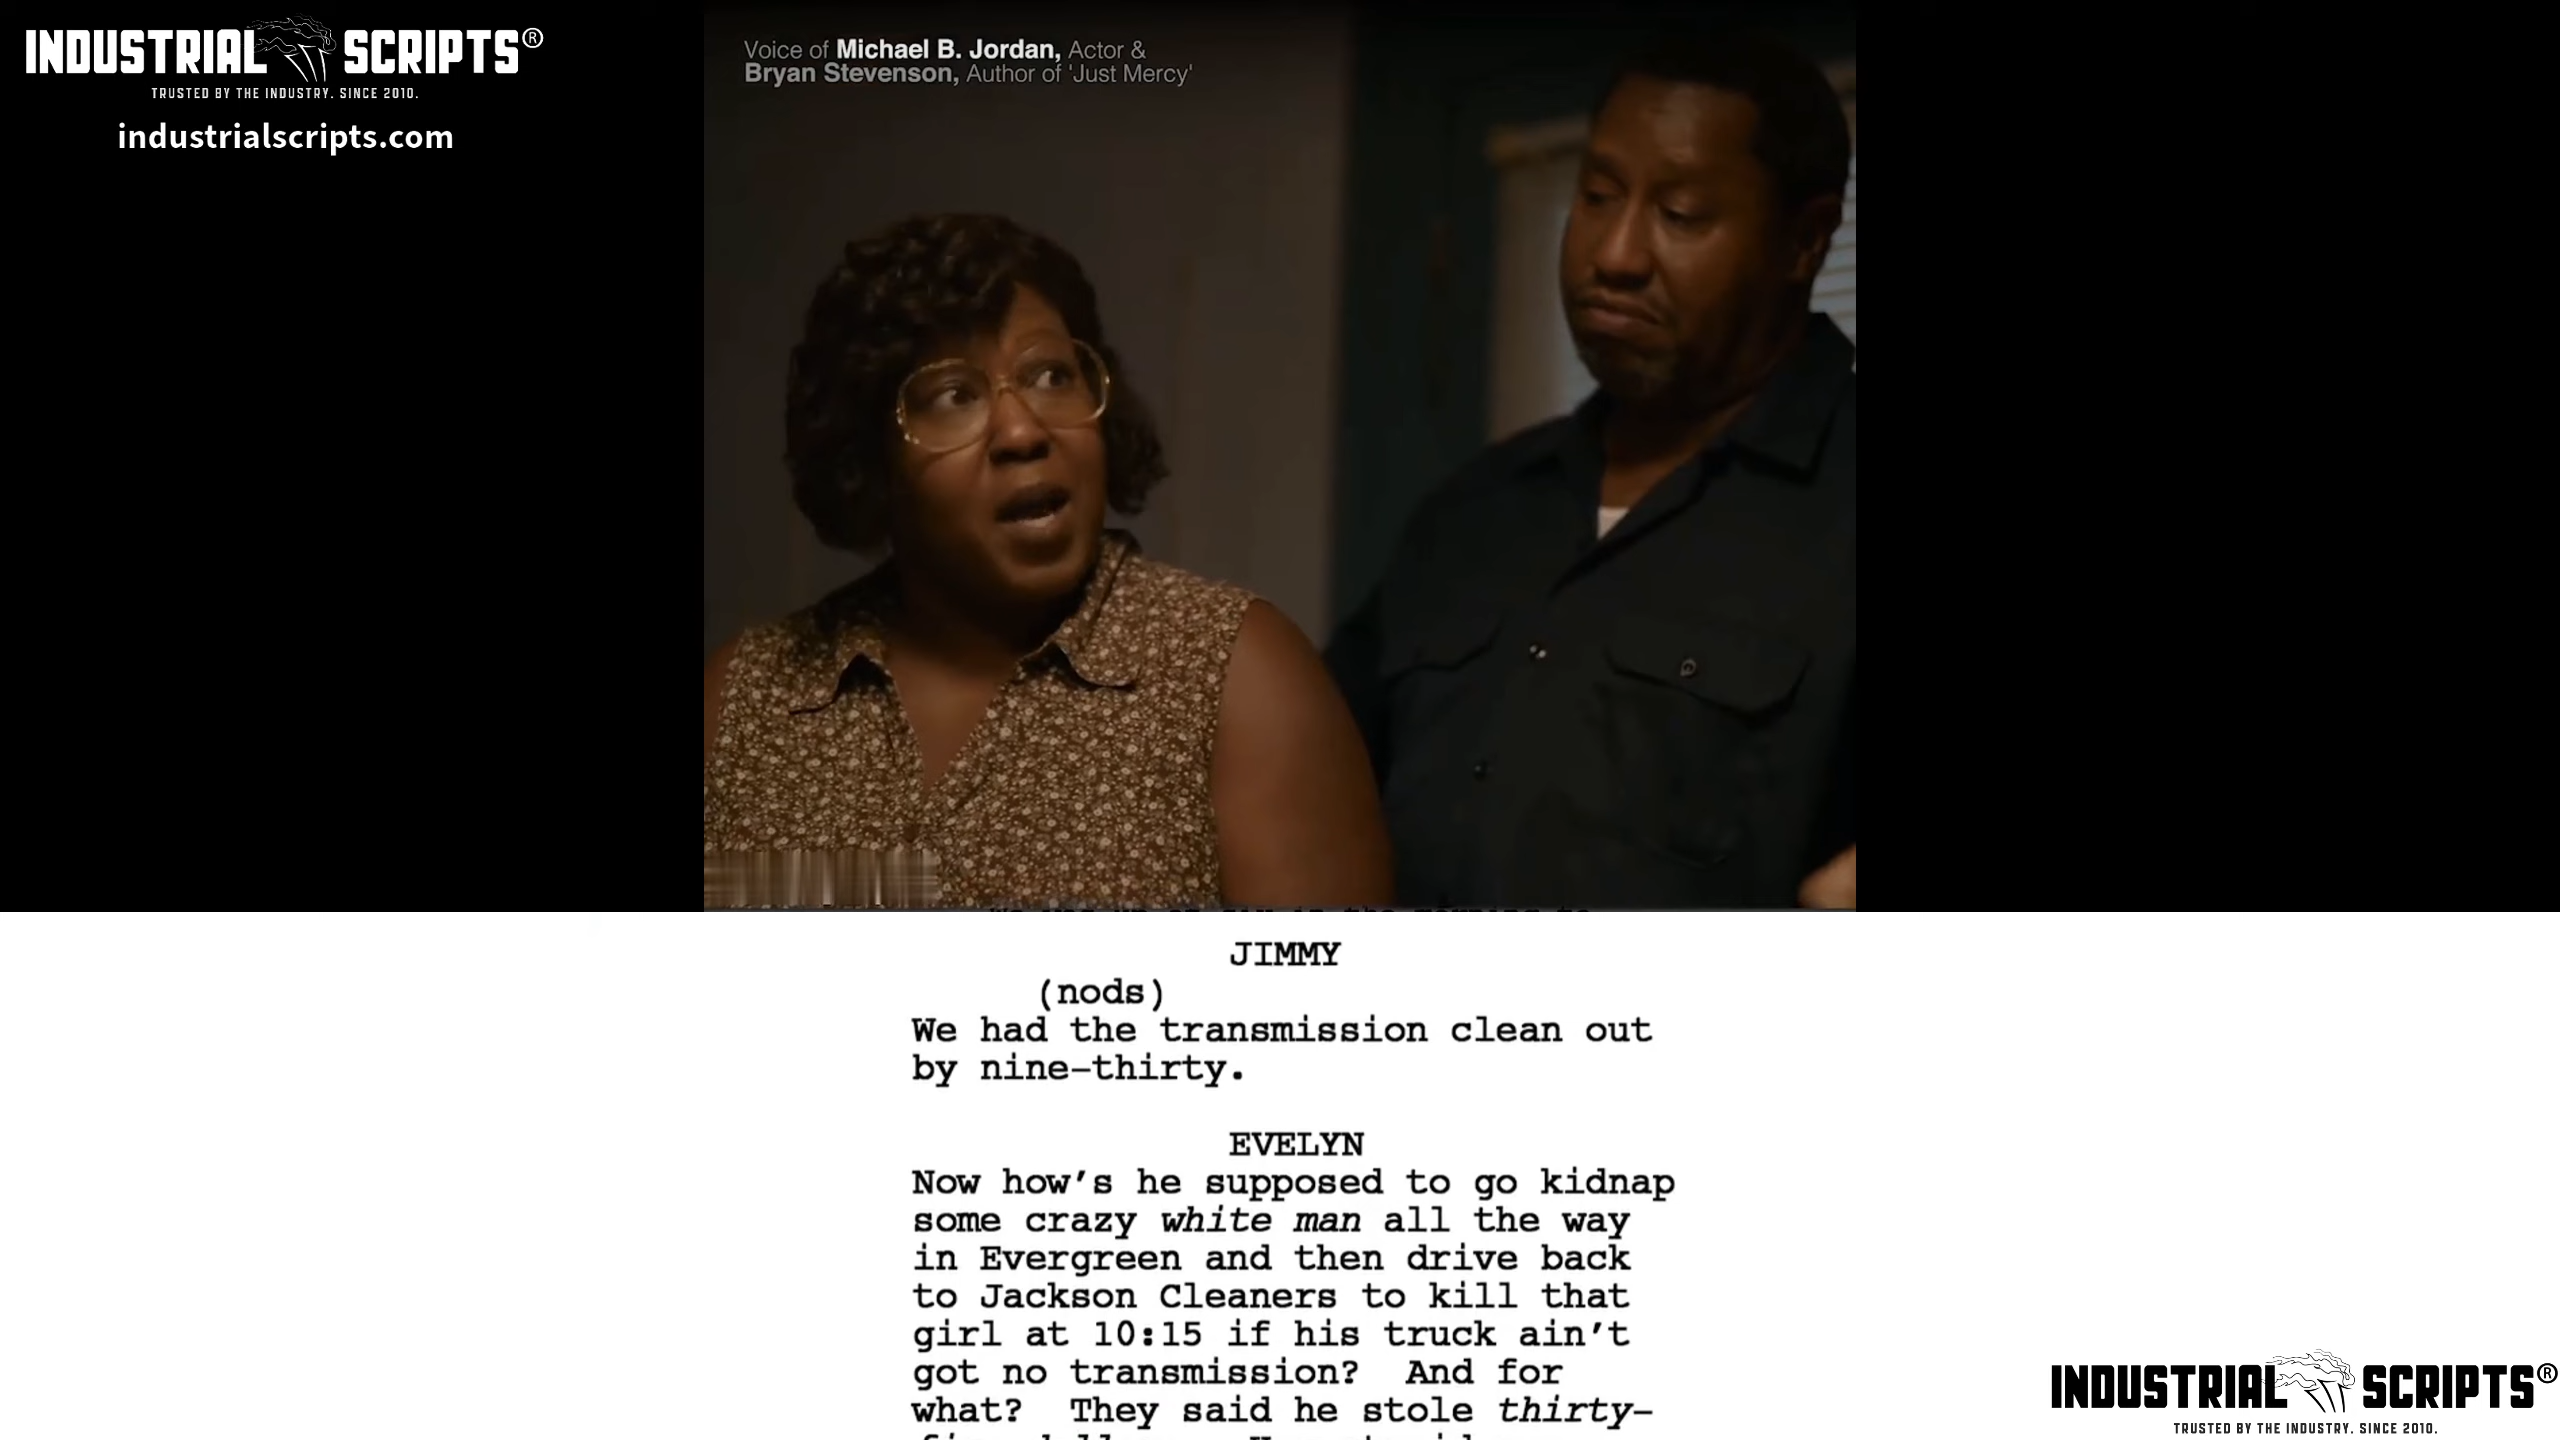 INDUSTRIAL SCRIPTS®
TRUSTED BY THE INDUSTRY. SINCE 2010.
industrialscripts.com
Voice of Michael B. Jordan, Actor &
Bryan Stevenson, Author of 'Just Mercy'
JIMMY
(nods)
We had the transmission clean out
by nine-thirty.
EVELYN
Now how's he supposed to go kidnap
some crazy white man all the way
in Evergreen and then drive back
to Jackson Cleaners to kill that
girl at 10:15 if his truck ain't
got no transmission? And for
what? They said he stole thirty-
INDUSTRIAL SCRIPTS®
TRUSTED BY THE INDUSTRY. SINCE 2010.